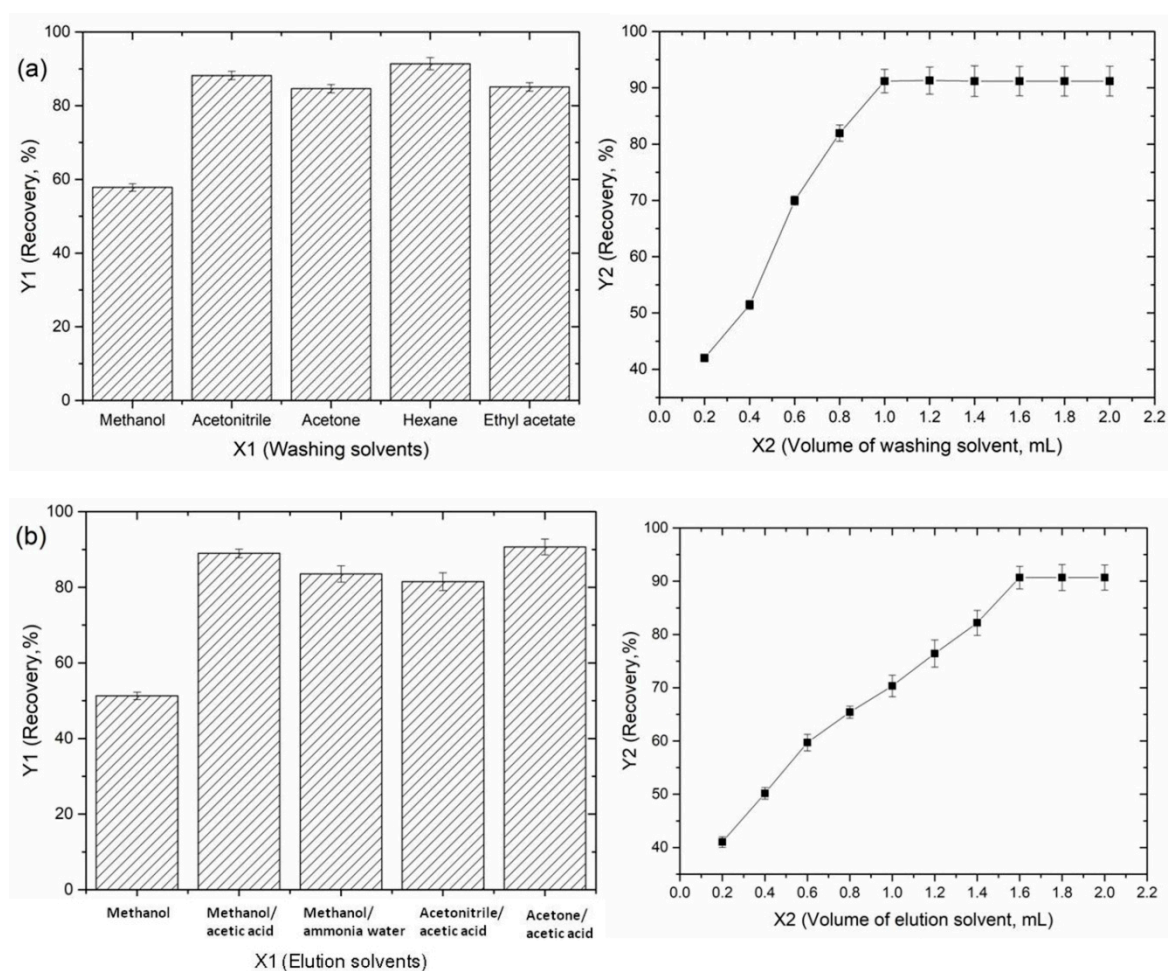 (a)
100
80
60
40
20
0
Y1 (Recovery, %)
Methanol Acetonitrile Acetone Hexane Ethyl acetate
X1 (Washing solvents)
100
90
80
70
60
50
40
Y2 (Recovery, %)
0.0 0.2 0.4 0.6 0.8 1.0 1.2 1.4 1.6 1.8 2.0 2.2
X2 (Volume of washing solvent, mL)
(b)
100
80
60
40
20
0
Y1 (Recovery,%)
Methanol Methanol/ Methanol/ Acetonitrile/ Acetone/
acetic acid ammonia water acetic acid acetic acid
X1 (Elution solvents)
100
90
80
70
60
50
40
Y2 (Recovery,%)
0.0 0.2 0.4 0.6 0.8 1.0 1.2 1.4 1.6 1.8 2.0 2.2
X2 (Volume of elution solvent, mL)